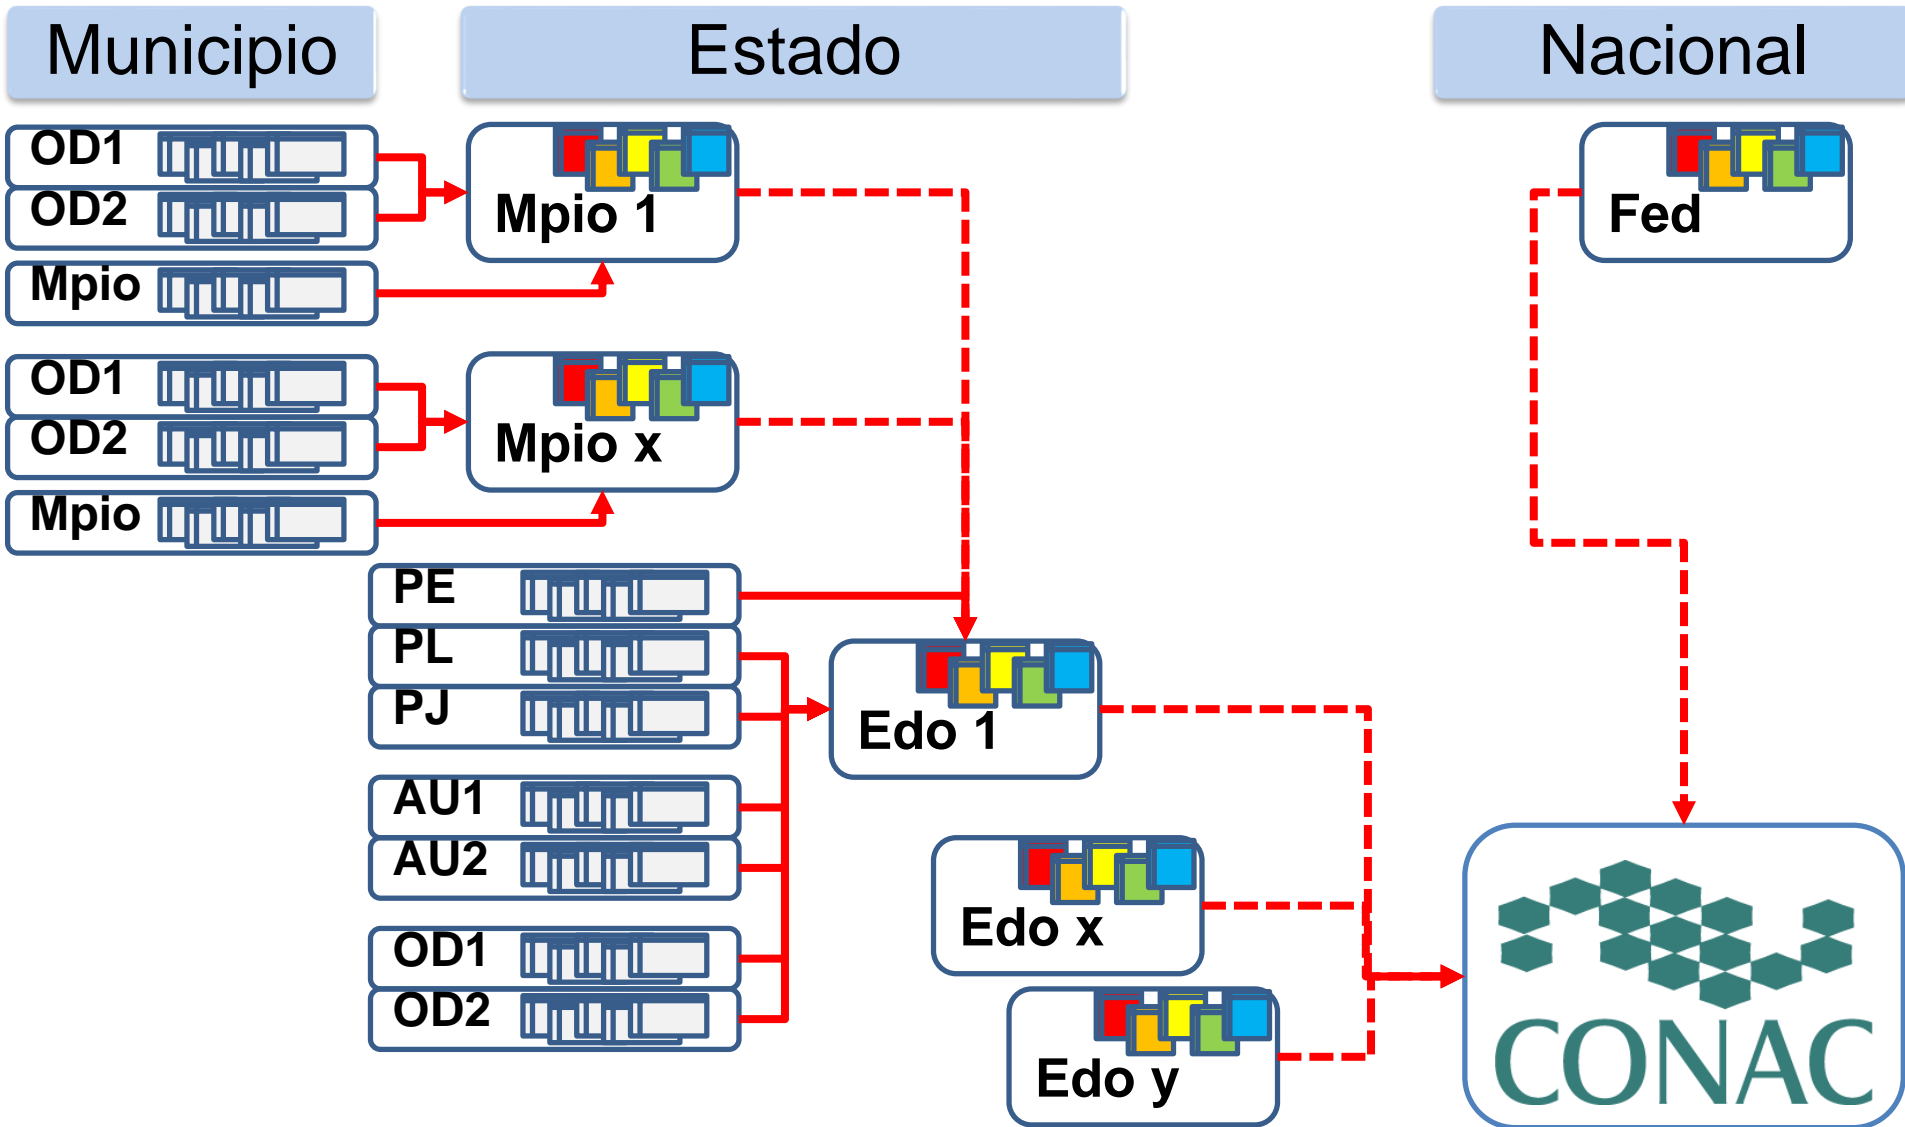 Municipio
Estado
Nacional
OD1
OD2
Mpio
Mpio 1
Fed
OD1
OD2
Mpio
Mpio x
PE
PL
PJ
AU1
AU2
OD1
OD2
Edo 1
Edo x
Edo y
CONAC